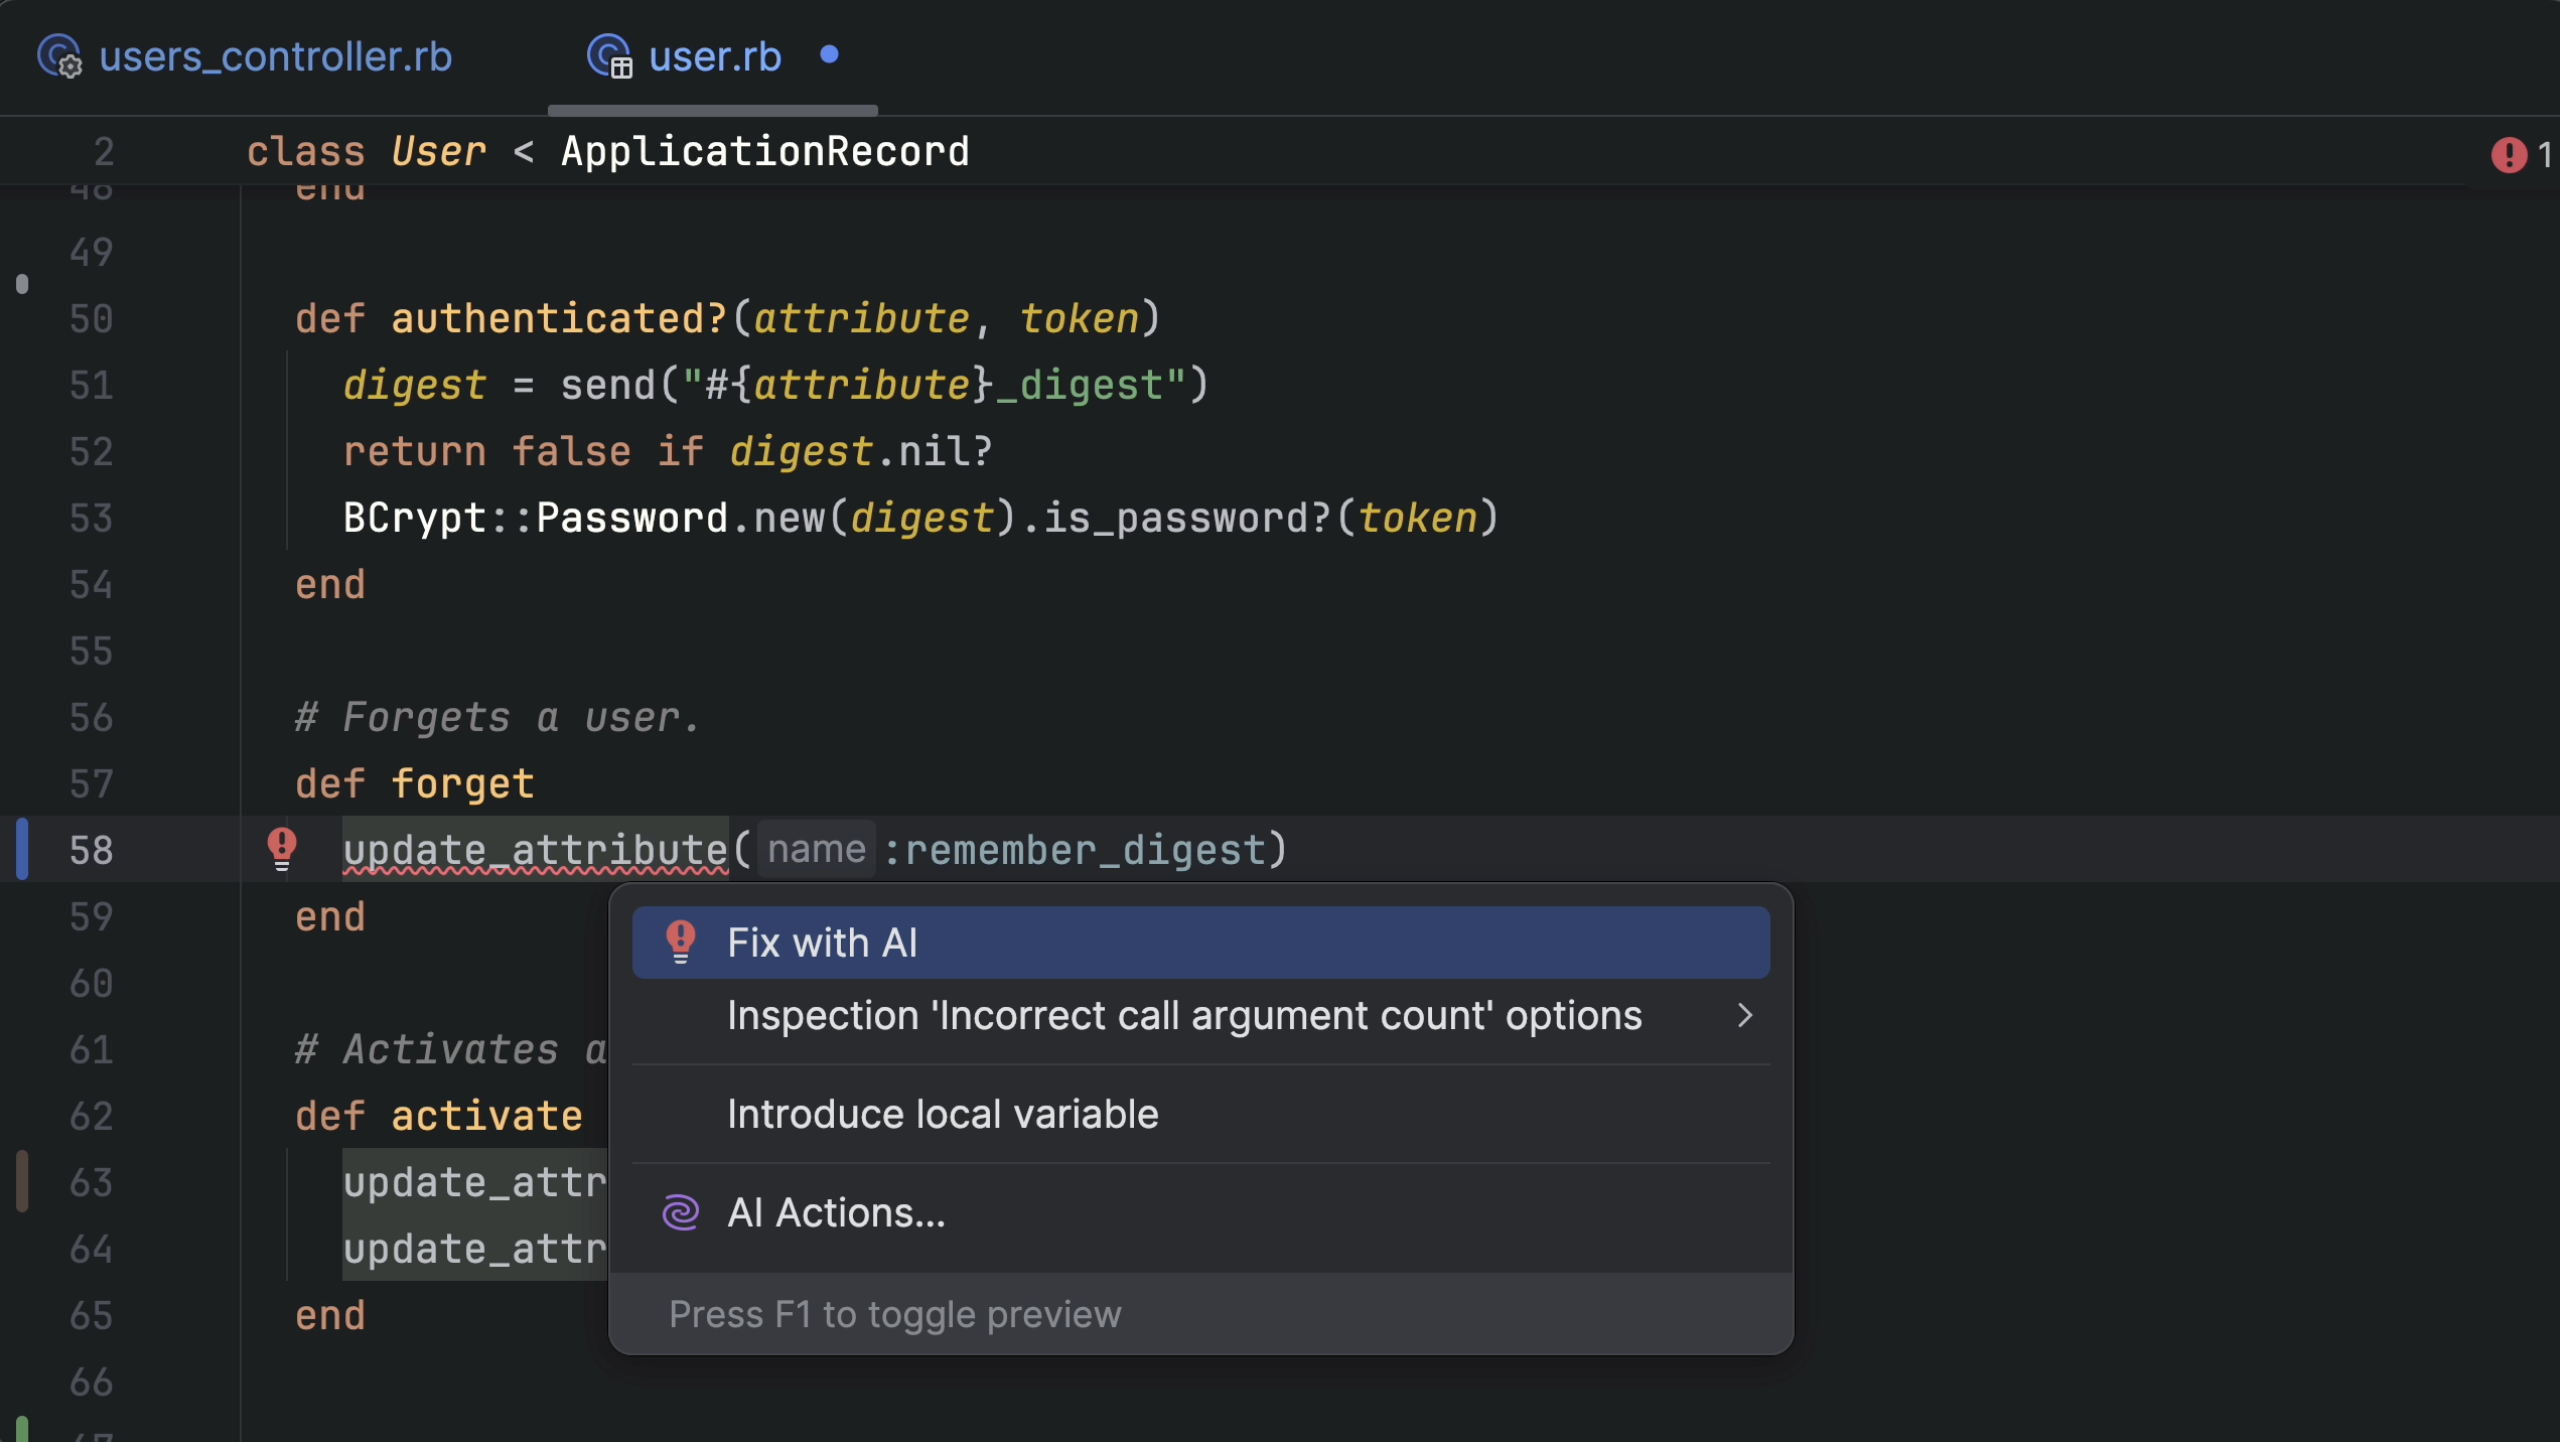 users_controller.rb
user.rb
2 class User < ApplicationRecord
1
48 end
49
50 def authenticated?(attribute, token)
51 digest = send("#{attribute}_digest")
52 return false if digest.nil?
53 BCrypt::Password.new(digest).is_password?(token)
54 end
55
56 # Forgets a user.
57 def forget
58 update_attribute( name :remember_digest)
59 end
Fix with AI
Inspection 'Incorrect call argument count' options
60
61 # Activates a
62 def activate
Introduce local variable
63 update_attr
AI Actions...
64 update_attr
65 end
Press F1 to toggle preview
66
67